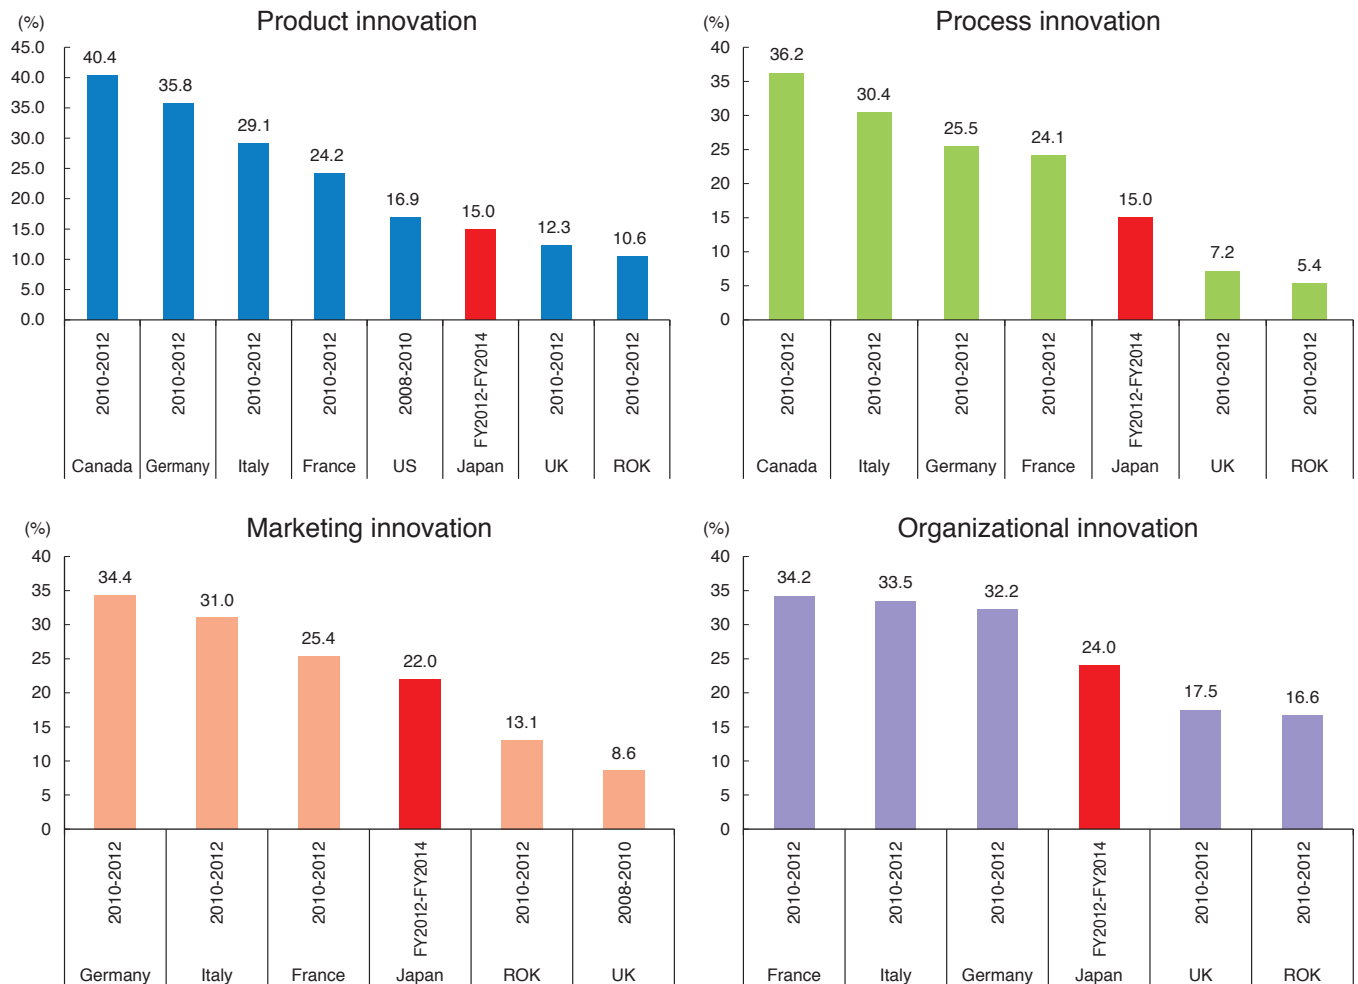 Product innovation
(%)
45.0
40.0
35.0
30.0
25.0
20.0
15.0
10.0
5.0
0.0
40.4
35.8
29.1
24.2
16.9
15.0
12.3
10.6
2010-2012
2010-2012
2010-2012
2010-2012
2008-2010
FY2012-FY2014
2010-2012
2010-2012
Canada
Germany
Italy
France
US
Japan
UK
ROK
Process innovation
(%)
40
35
30
25
20
15
10
5
0
36.2
30.4
25.5
24.1
15.0
7.2
5.4
2010-2012
2010-2012
2010-2012
2010-2012
FY2012-FY2014
2010-2012
2010-2012
Canada
Italy
Germany
France
Japan
UK
ROK
Marketing innovation
(%)
40
35
30
25
20
15
10
5
0
34.4
31.0
25.4
22.0
13.1
8.6
2010-2012
2010-2012
2010-2012
FY2012-FY2014
2010-2012
2008-2010
Germany
Italy
France
Japan
ROK
UK
Organizational innovation
(%)
40
35
30
25
20
15
10
5
0
34.2
33.5
32.2
24.0
17.5
16.6
2010-2012
2010-2012
2010-2012
FY2012-FY2014
2010-2012
2010-2012
France
Italy
Germany
Japan
UK
ROK